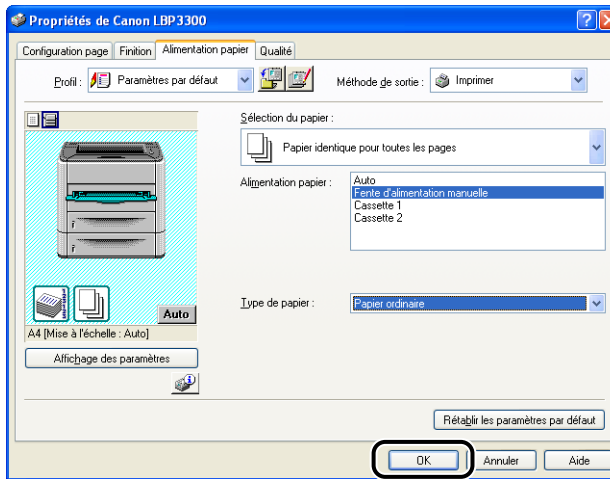 Propriétés de Canon LBP3300
Configuration page Finition Alimentation papier Qualité
Profil : Paramètres par défaut Méthode de sortie : Imprimer
Sélection du papier :
Papier identique pour toutes les pages
Alimentation papier :
Auto
Fente d'alimentation manuelle
Cassette 1
Cassette 2
Type de papier : Papier ordinaire
Auto
A4 [Mise à l'échelle : Auto]
Affichage des paramètres
Rétablir les paramètres par défaut
OK Annuler Aide